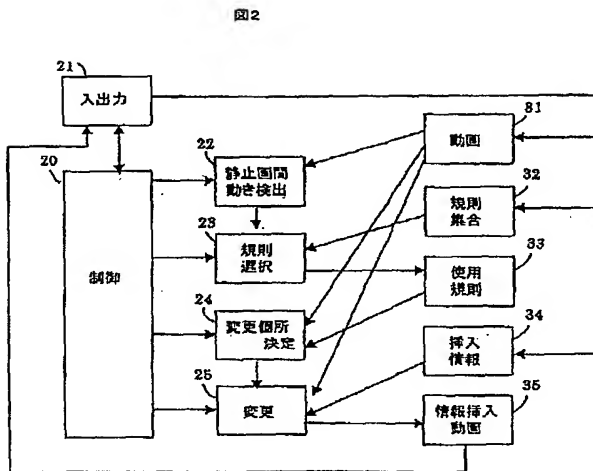 図2
21
入出力
20
制御
22
静止画間
動き検出
23
規則
選択
24
変更個所
決定
25
変更
31
動画
32
規則
集合
33
使用
規則
34
挿入
情報
35
情報挿入
動画